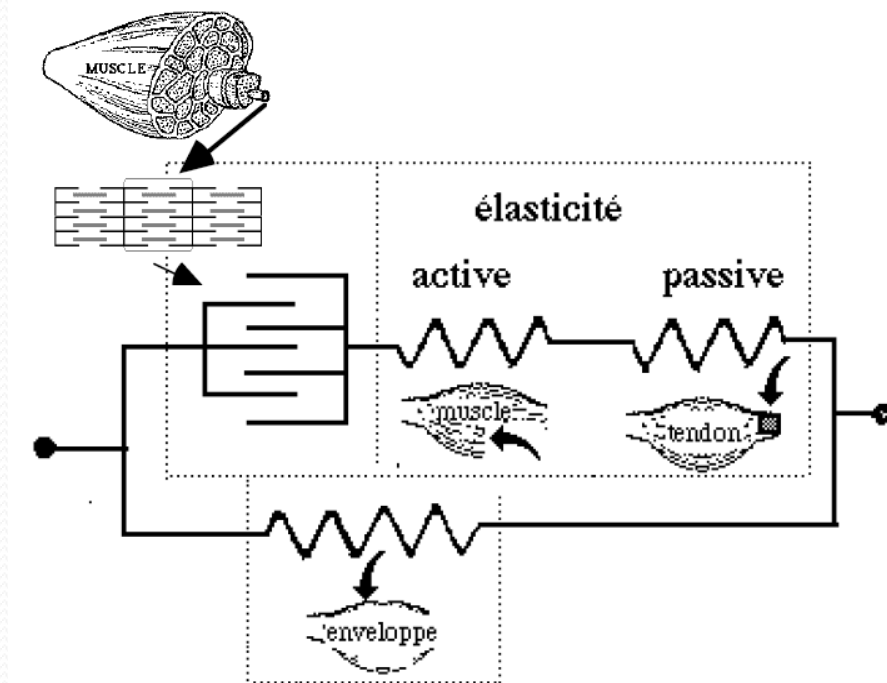 MUSCLE
élasticité
active passive
muscle
tendon
enveloppe